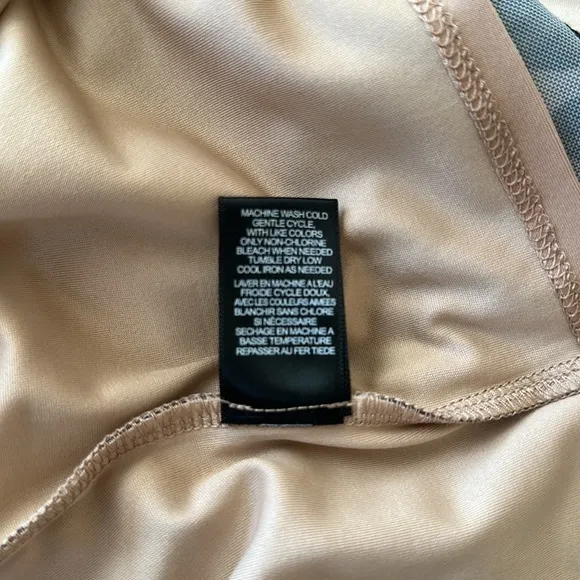 MACHINE WASH COLD
GENTLE CYCLE,
WITH LIKE COLORS
ONLY NON-CHLORINE
BLEACH WHEN NEEDED
TUMBLE DRY LOW
COOL IRON AS NEEDED
LAVER EN MACHINE A L'EAU
FROIDE CYCLE DOUX,
AVEC LES COULEURS AIMEES
BLANCHIR SANS CHLORE
SI NÉCESSAIRE
SECHAGE EN MACHINE A
BASSE TEMPERATURE
REPASSER AU FER TIEDE